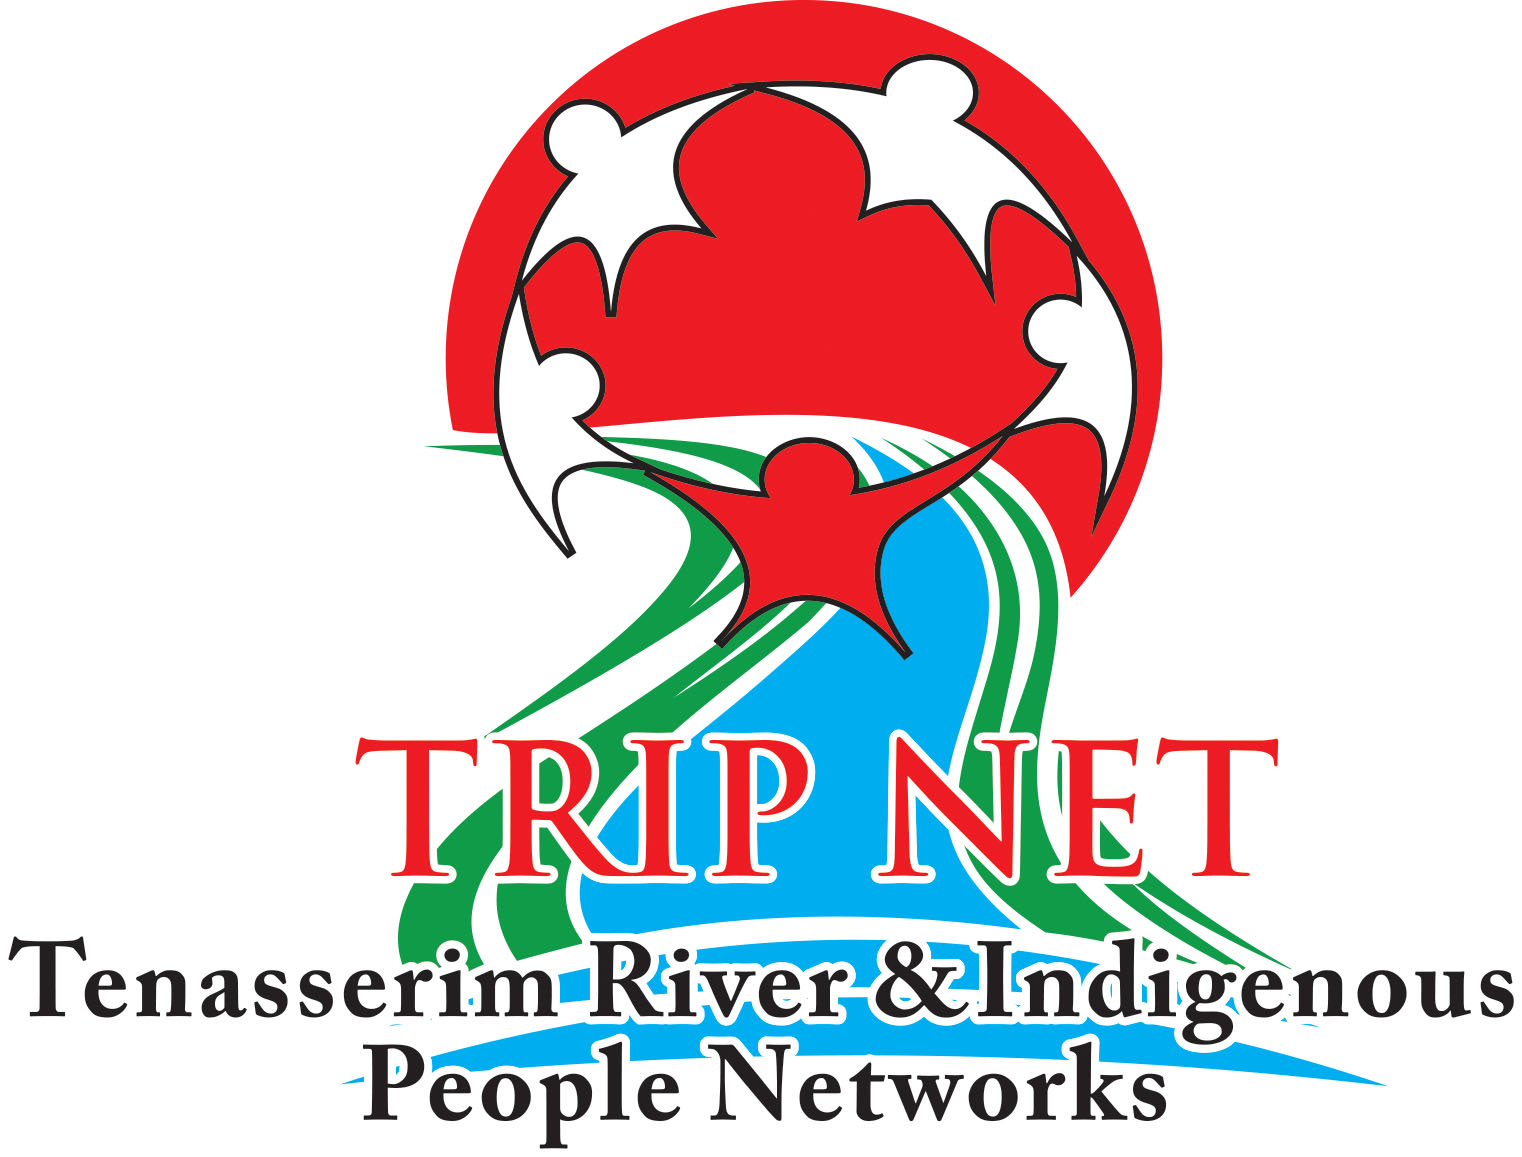 TRIP NET
Tenasserim River & Indigenous
People Networks